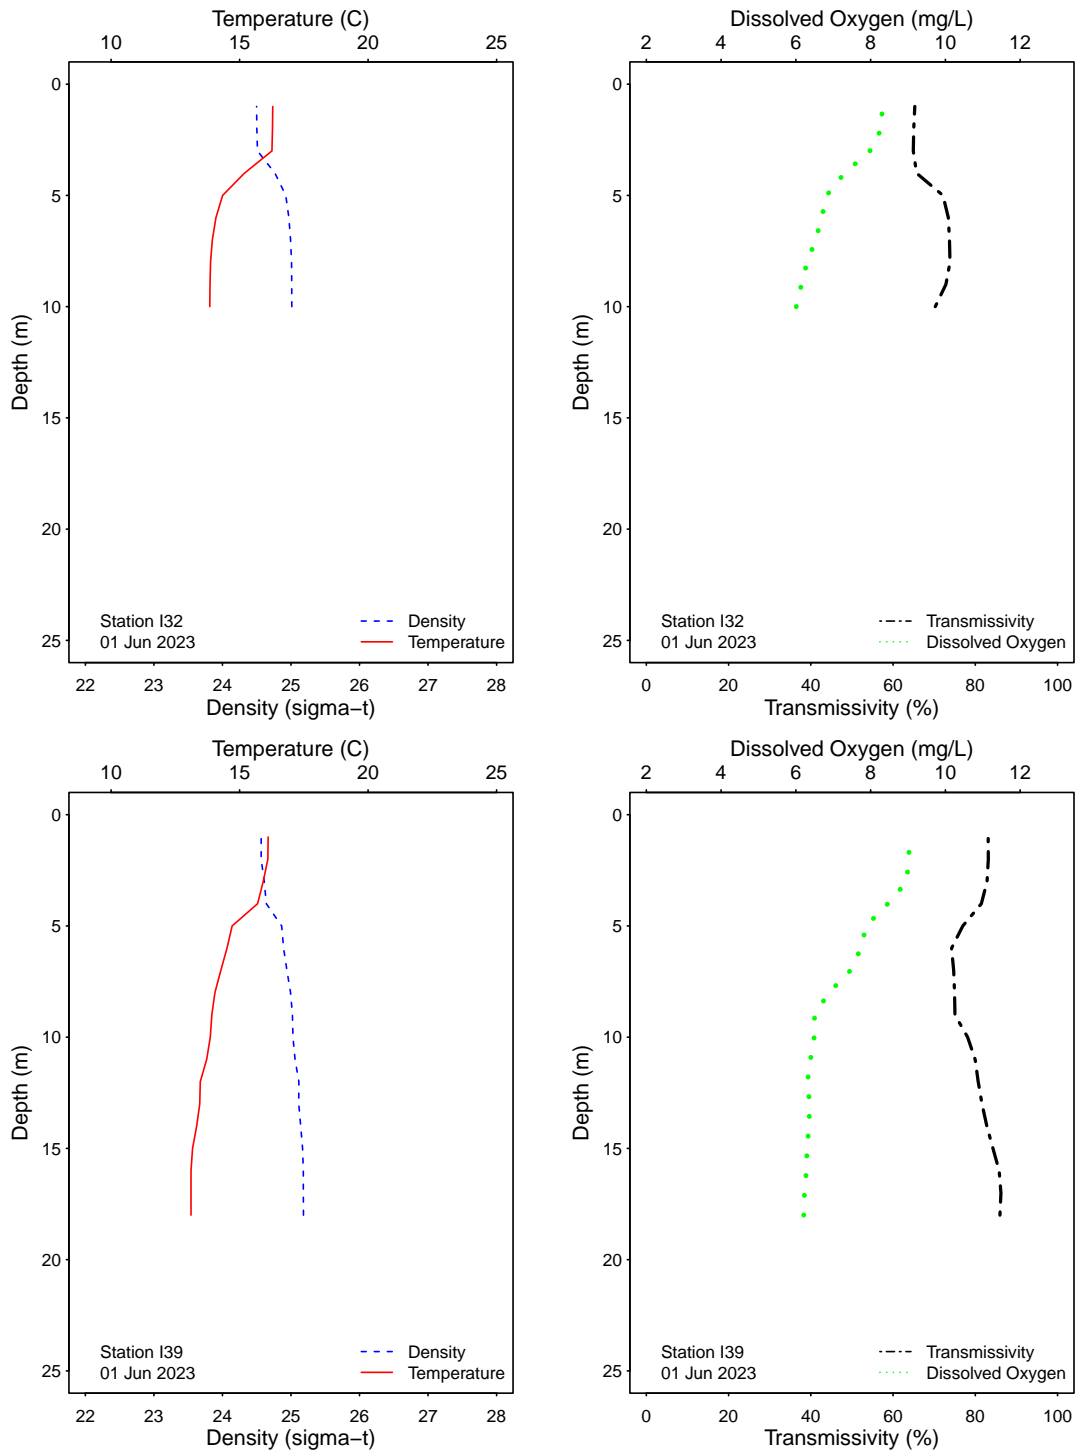 Temperature (C)
10 15 20 25
0
5
10
15
20
25
Depth (m)
Station I32
01 Jun 2023
Density
Temperature
22 23 24 25 26 27 28
Density (sigma−t)
Dissolved Oxygen (mg/L)
2 4 6 8 10 12
0
5
10
15
20
25
Depth (m)
Station I32
01 Jun 2023
Transmissivity
Dissolved Oxygen
0 20 40 60 80 100
Transmissivity (%)
Temperature (C)
10 15 20 25
0
5
10
15
20
25
Depth (m)
Station I39
01 Jun 2023
Density
Temperature
22 23 24 25 26 27 28
Density (sigma−t)
Dissolved Oxygen (mg/L)
2 4 6 8 10 12
0
5
10
15
20
25
Depth (m)
Station I39
01 Jun 2023
Transmissivity
Dissolved Oxygen
0 20 40 60 80 100
Transmissivity (%)